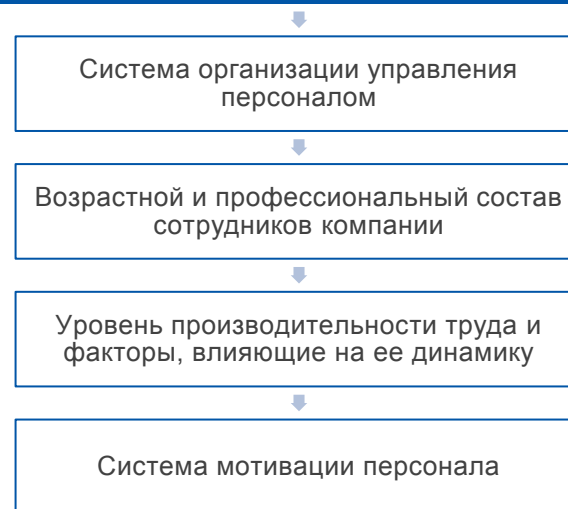 Система организации управления
персоналом
Возрастной и профессиональный состав
сотрудников компании
Уровень производительности труда и
факторы, влияющие на ее динамику
Система мотивации персонала